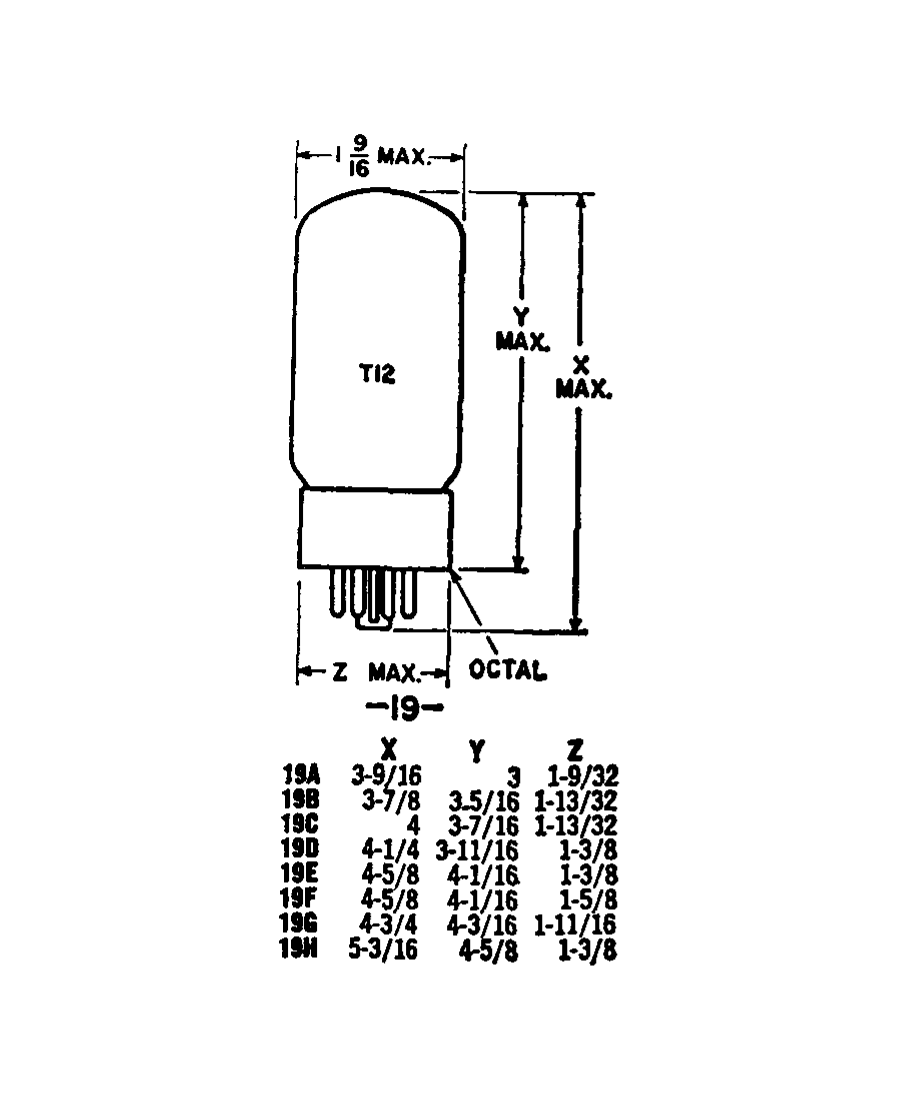 1 9/16 MAX.
Y
MAX.
X
MAX.
T12
OCTAL
Z MAX.
-19-
X Y Z
19A 3-9/16 3 1-9/32
19B 3-7/8 3-5/16 1-13/32
19C 4 3-7/16 1-13/32
19D 4-1/4 3-11/16 1-3/8
19E 4-5/8 4-1/16 1-3/8
19F 4-5/8 4-1/16 1-5/8
19G 4-3/4 4-3/16 1-11/16
19H 5-3/16 4-5/8 1-3/8